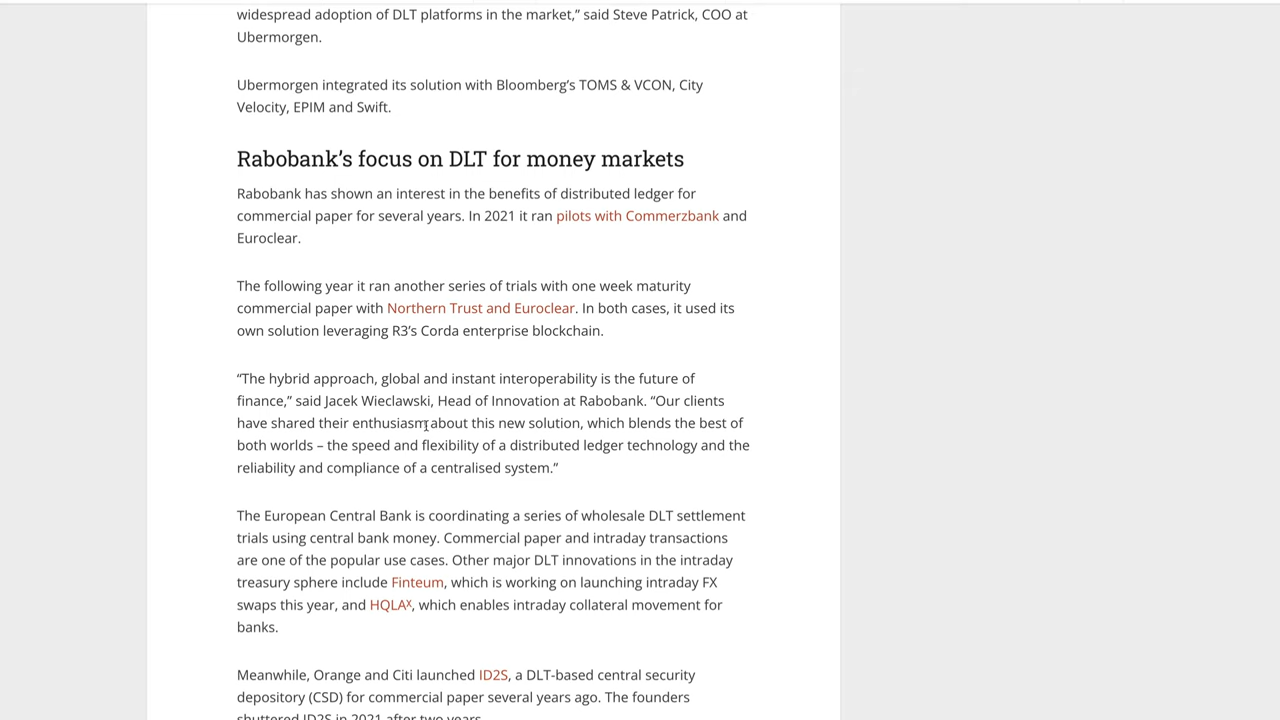 widespread adoption of DLT platforms in the market,” said Steve Patrick, COO at
Ubermorgen.
Ubermorgen integrated its solution with Bloomberg’s TOMS & VCON, City
Velocity, EPIM and Swift.
Rabobank’s focus on DLT for money markets
Rabobank has shown an interest in the benefits of distributed ledger for
commercial paper for several years. In 2021 it ran pilots with Commerzbank and
Euroclear.
The following year it ran another series of trials with one week maturity
commercial paper with Northern Trust and Euroclear. In both cases, it used its
own solution leveraging R3’s Corda enterprise blockchain.
“The hybrid approach, global and instant interoperability is the future of
finance,” said Jacek Wieclawski, Head of Innovation at Rabobank. “Our clients
have shared their enthusiasm about this new solution, which blends the best of
both worlds – the speed and flexibility of a distributed ledger technology and the
reliability and compliance of a centralised system.”
The European Central Bank is coordinating a series of wholesale DLT settlement
trials using central bank money. Commercial paper and intraday transactions
are one of the popular use cases. Other major DLT innovations in the intraday
treasury sphere include Finteum, which is working on launching intraday FX
swaps this year, and HQLAᵡ, which enables intraday collateral movement for
banks.
Meanwhile, Orange and Citi launched ID2S, a DLT-based central security
depository (CSD) for commercial paper several years ago. The founders
shuttered ID2S in 2021 after two years.